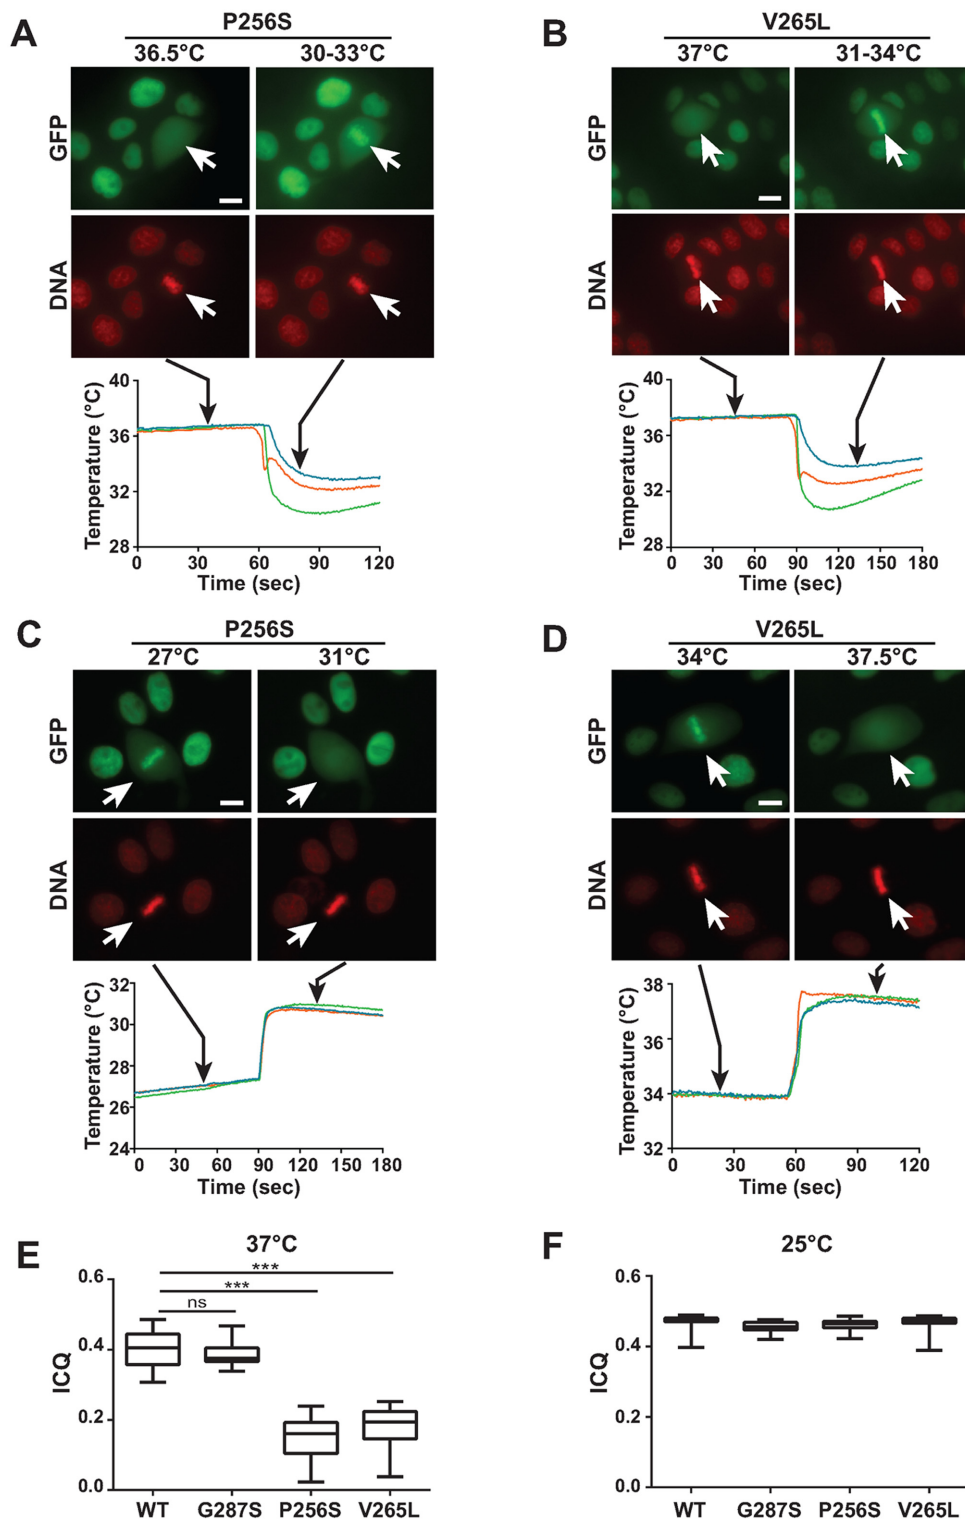 A
P256S
36.5°C 30-33°C
GFP
DNA
Temperature (°C)
40
36
32
28
0 30 60 90 120
Time (sec)
B
V265L
37°C 31-34°C
GFP
DNA
Temperature (°C)
40
36
32
28
0 30 60 90 120 150 180
Time (sec)
C
P256S
27°C 31°C
GFP
DNA
Temperature (°C)
32
30
28
26
24
0 30 60 90 120 150 180
Time (sec)
D
V265L
34°C 37.5°C
GFP
DNA
Temperature (°C)
38
36
34
32
0 30 60 90 120
Time (sec)
E
37°C
***
***
ns
ICQ
0.6
0.4
0.2
0.0
WT G287S P256S V265L
F
25°C
ICQ
0.6
0.4
0.2
0.0
WT G287S P256S V265L